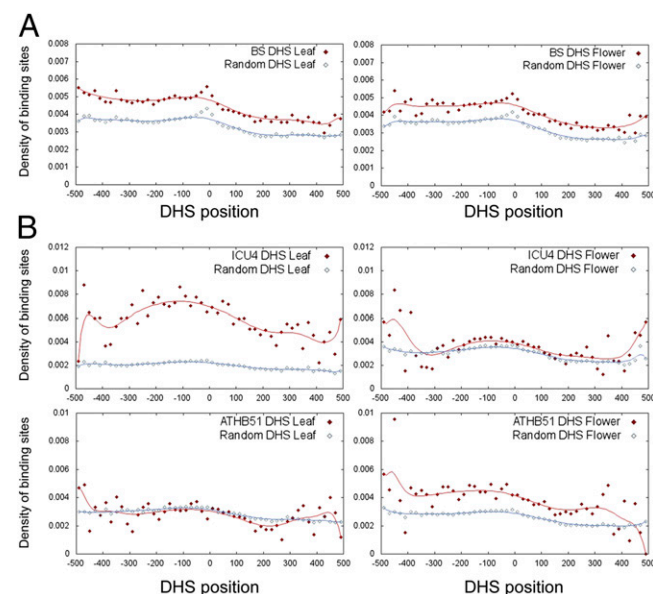 A
Density of binding sites
0.008
0.007
0.006
0.005
0.004
0.003
0.002
0.001
0
BS DHS Leaf
Random DHS Leaf
-500 -400 -300 -200 -100 0 100 200 300 400 500
DHS position
0.008
0.007
0.006
0.005
0.004
0.003
0.002
0.001
0
BS DHS Flower
Random DHS Flower
-500 -400 -300 -200 -100 0 100 200 300 400 500
DHS position
B
Density of binding sites
0.012
0.01
0.008
0.006
0.004
0.002
0
ICU4 DHS Leaf
Random DHS Leaf
-500 -400 -300 -200 -100 0 100 200 300 400 500
0.012
0.01
0.008
0.006
0.004
0.002
0
ICU4 DHS Flower
Random DHS Flower
-500 -400 -300 -200 -100 0 100 200 300 400 500
Density of binding sites
0.01
0.008
0.006
0.004
0.002
0
ATHB51 DHS Leaf
Random DHS Leaf
-500 -400 -300 -200 -100 0 100 200 300 400 500
DHS position
0.01
0.008
0.006
0.004
0.002
0
ATHB51 DHS Flower
Random DHS Flower
-500 -400 -300 -200 -100 0 100 200 300 400 500
DHS position